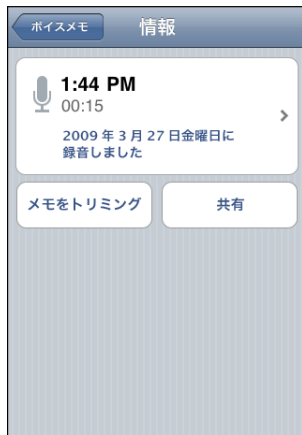 ボイスメモ
情報
1:44 PM
00:15
2009 年 3 月 27 日金曜日に
録音しました
メモをトリミング
共有